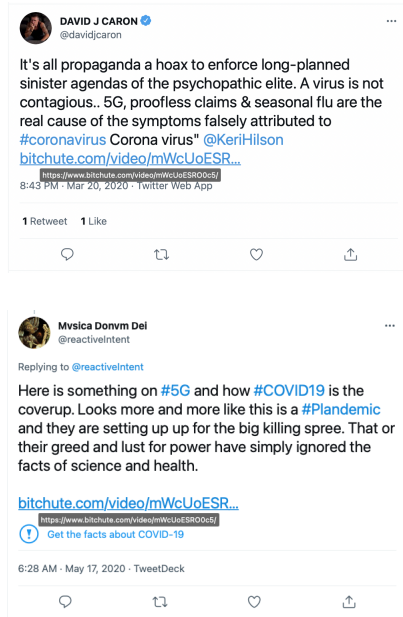 DAVID J CARON
@davidjcaron
It's all propaganda a hoax to enforce long-planned
sinister agendas of the psychopathic elite. A virus is not
contagious.. 5G, proofless claims & seasonal flu are the
real cause of the symptoms falsely attributed to
#coronavirus Corona virus" @KeriHilson
bitchute.com/video/mWcUoESR...
https://www.bitchute.com/video/mWcUoESRO0c5/
8:43 PM · Mar 20, 2020 · Twitter Web App
1 Retweet 1 Like
Mvsica Donvm Dei
@reactiveIntent
Replying to @reactiveIntent
Here is something on #5G and how #COVID19 is the
coverup. Looks more and more like this is a #Plandemic
and they are setting up up for the big killing spree. That or
their greed and lust for power have simply ignored the
facts of science and health.
bitchute.com/video/mWcUoESR...
https://www.bitchute.com/video/mWcUoESRO0c5/
Get the facts about COVID-19
6:28 AM · May 17, 2020 · TweetDeck